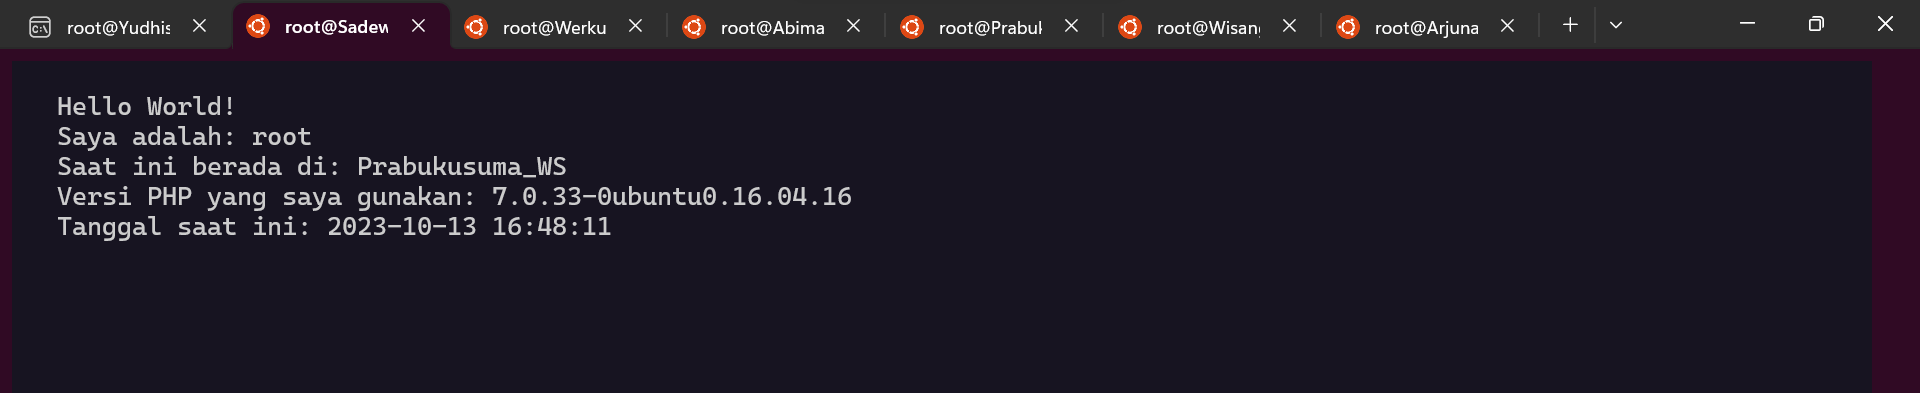 root@Yudhis
root@Sadew
root@Werku
root@Abima
root@Prabuk
root@Wisan
root@Arjuna
Hello World!
Saya adalah: root
Saat ini berada di: Prabukusuma_WS
Versi PHP yang saya gunakan: 7.0.33-0ubuntu0.16.04.16
Tanggal saat ini: 2023-10-13 16:48:11